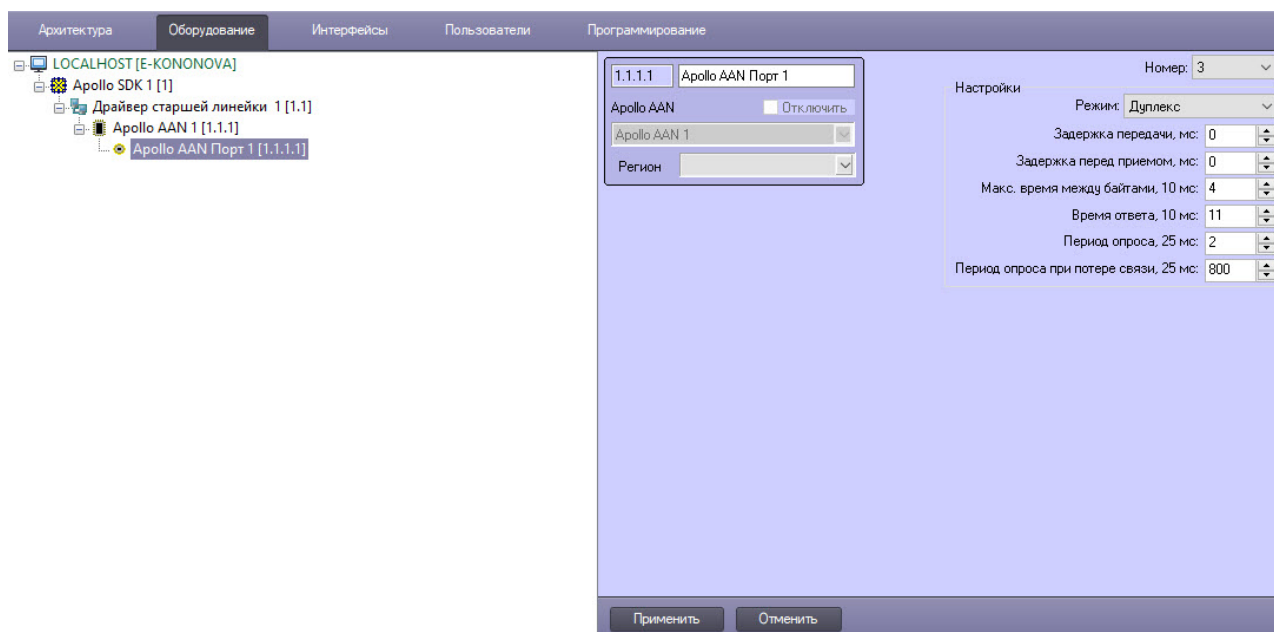 Архитектура Оборудование Интерфейсы Пользователи Программирование
LOCALHOST [E-KONONOVA]
Apollo SDK 1 [1]
Драйвер старшей линейки 1 [1.1]
Apollo AAN 1 [1.1.1]
Apollo AAN Порт 1 [1.1.1.1]
1.1.1.1 Apollo AAN Порт 1
Apollo AAN Отключить
Apollo AAN 1
Регион
Номер: 3
Настройки
Режим: Дуплекс
Задержка передачи, мс: 0
Задержка перед приемом, мс: 0
Макс. время между байтами, 10 мс: 4
Время ответа, 10 мс: 11
Период опроса, 25 мс: 2
Период опроса при потере связи, 25 мс: 800
Применить Отменить